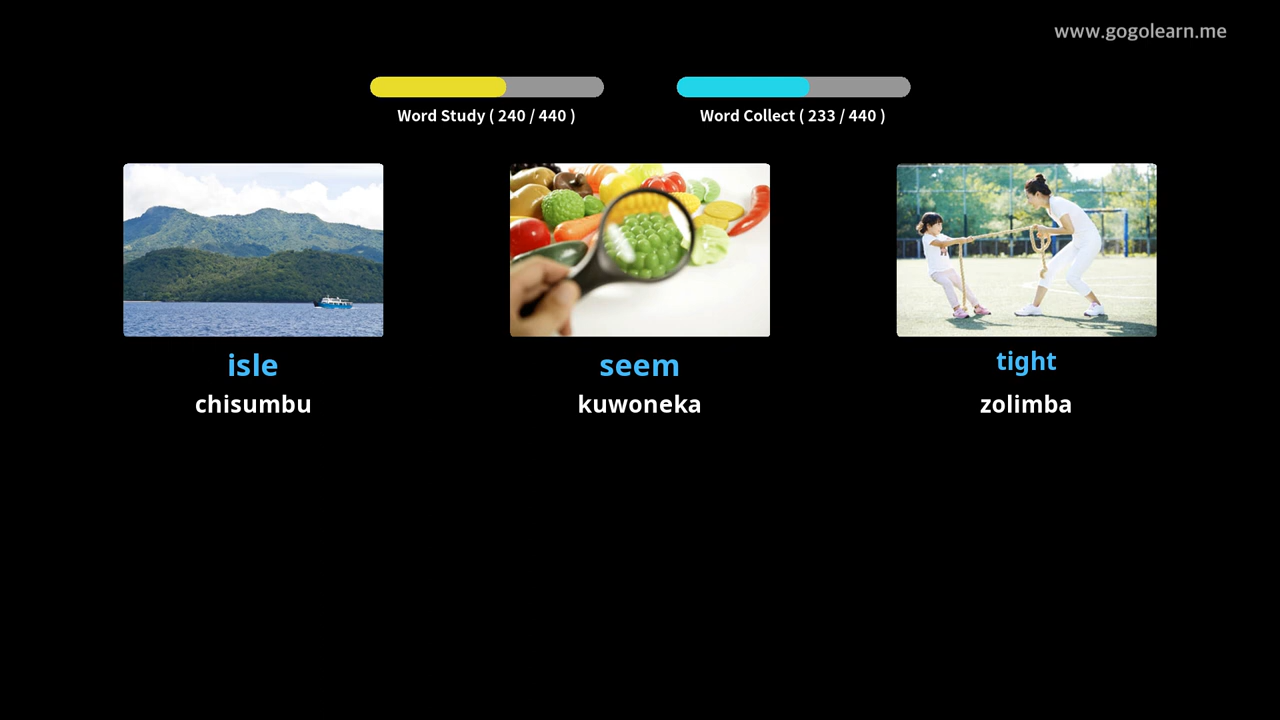 www.gogolearn.me
Word Study ( 240 / 440 )
Word Collect ( 233 / 440 )
isle
seem
tight
chisumbu
kuwoneka
zolimba